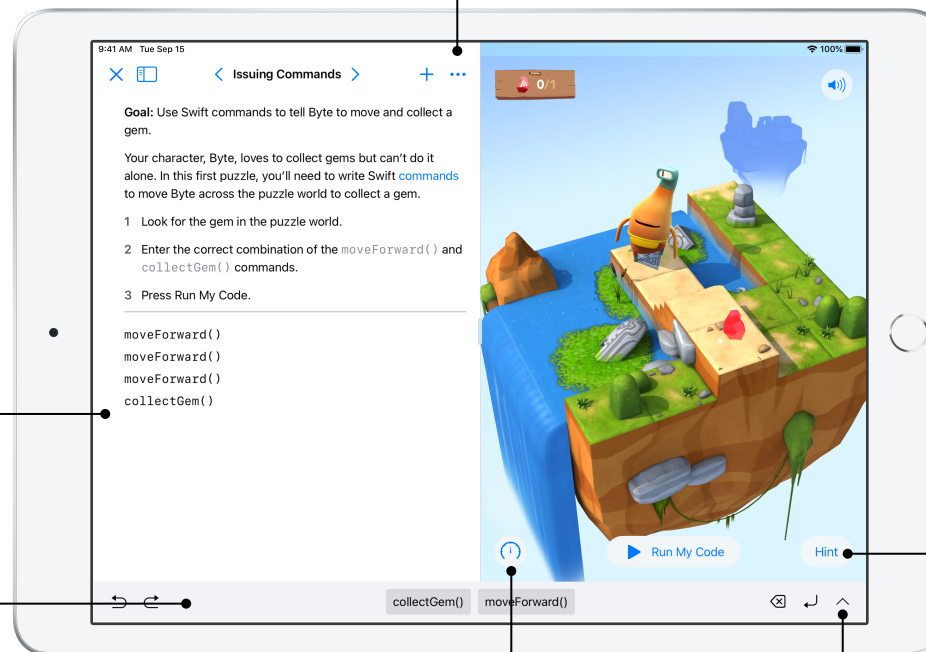 9:41 AM Tue Sep 15
100%
Issuing Commands
Goal: Use Swift commands to tell Byte to move and collect a
gem.
Your character, Byte, loves to collect gems but can't do it
alone. In this first puzzle, you'll need to write Swift commands
to move Byte across the puzzle world to collect a gem.
1 Look for the gem in the puzzle world.
2 Enter the correct combination of the moveForward() and
collectGem() commands.
3 Press Run My Code.
moveForward()
moveForward()
moveForward()
collectGem()
0/1
Run My Code
Hint
collectGem()
moveForward()